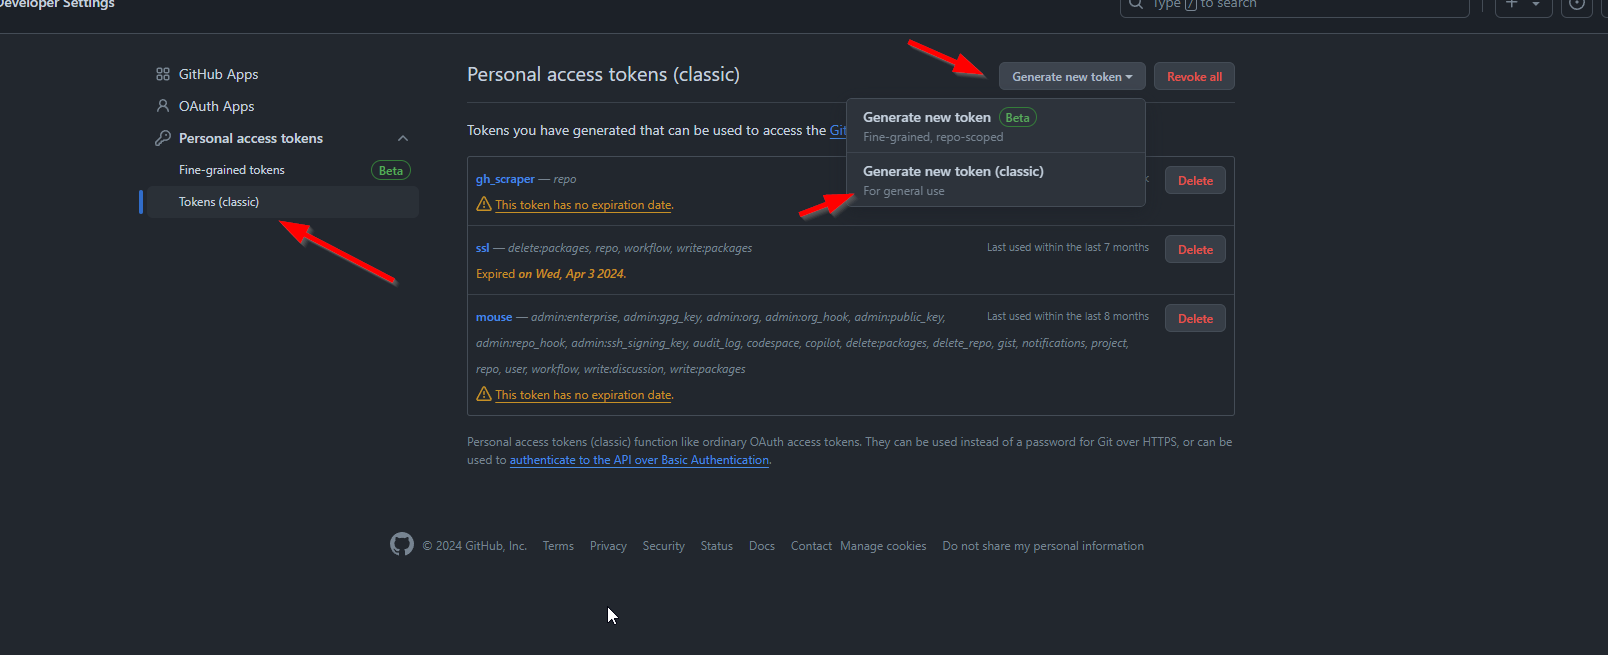 Developer Settings
Type / to search
GitHub Apps
OAuth Apps
Personal access tokens
Fine-grained tokens Beta
Tokens (classic)
Personal access tokens (classic)
Generate new token
Revoke all
Generate new token Beta
Fine-grained, repo-scoped
Generate new token (classic)
For general use
Tokens you have generated that can be used to access the Git
gh_scraper — repo
Delete
This token has no expiration date.
ssl — delete:packages, repo, workflow, write:packages
Last used within the last 7 months
Delete
Expired on Wed, Apr 3 2024.
mouse — admin:enterprise, admin:gpg_key, admin:org, admin:org_hook, admin:public_key,
Last used within the last 8 months
Delete
admin:repo_hook, admin:ssh_signing_key, audit_log, codespace, copilot, delete:packages, delete_repo, gist, notifications, project,
repo, user, workflow, write:discussion, write:packages
This token has no expiration date.
Personal access tokens (classic) function like ordinary OAuth access tokens. They can be used instead of a password for Git over HTTPS, or can be
used to authenticate to the API over Basic Authentication.
© 2024 GitHub, Inc. Terms Privacy Security Status Docs Contact Manage cookies Do not share my personal information